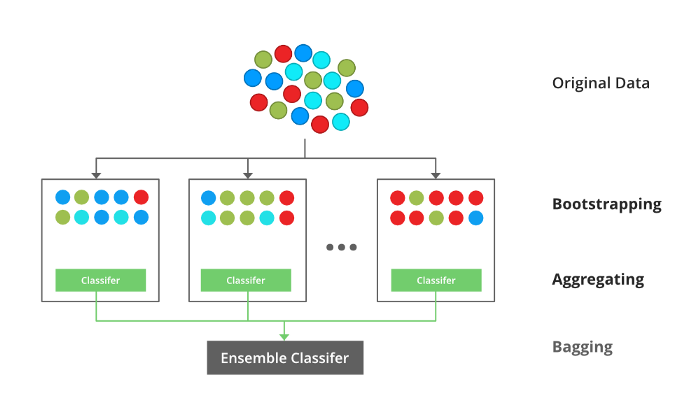 Original Data
Bootstrapping
Classifer
Classifer
Classifer
Aggregating
Ensemble Classifer
Bagging